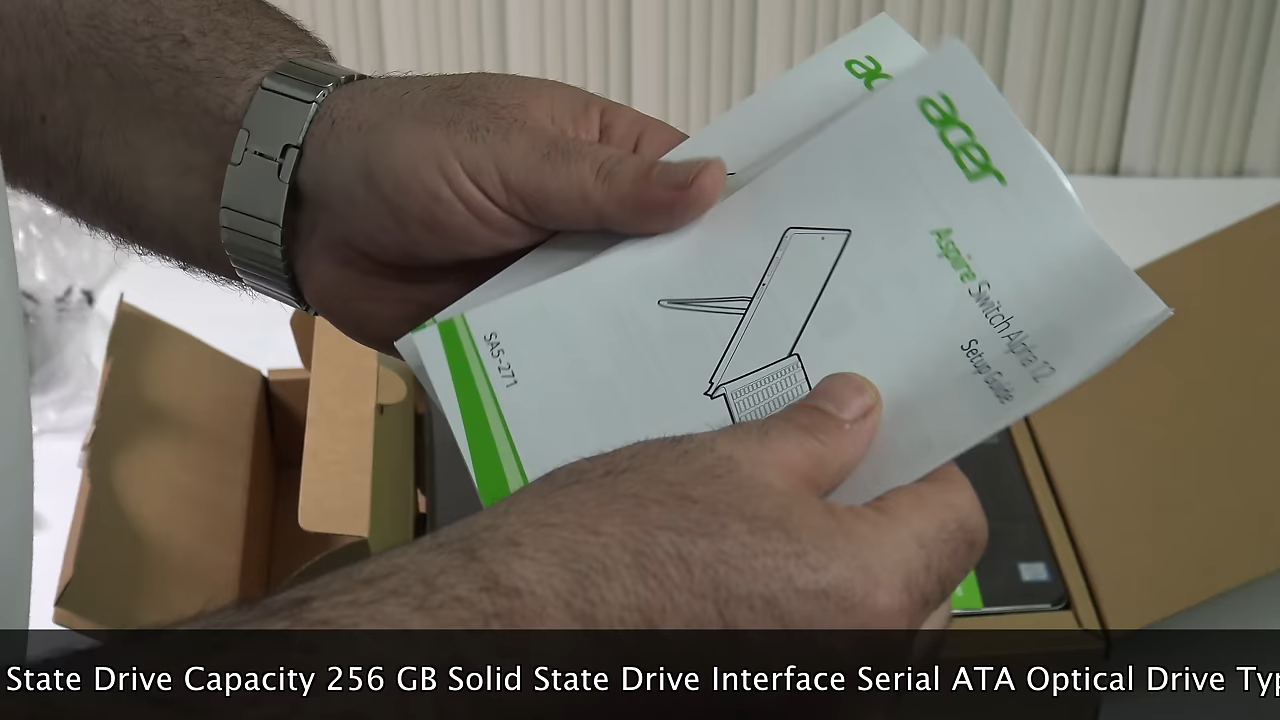 ac
acer
Aspire Switch Alpha 12
Setup Guide
SA5-271
State Drive Capacity 256 GB Solid State Drive Interface Serial ATA Optical Drive Typ